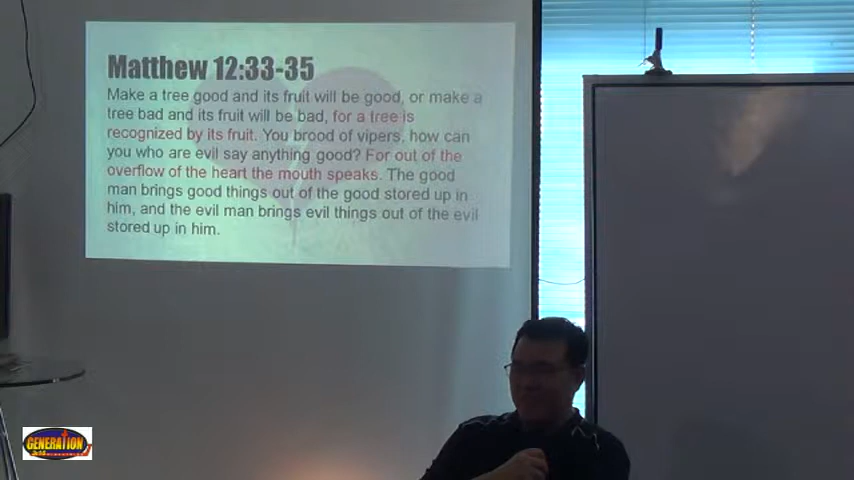 Matthew 12:33-35
Make a tree good and its fruit will be good, or make a
tree bad and its fruit will be bad, for a tree is
recognized by its fruit. You brood of vipers, how can
you who are evil say anything good? For out of the
overflow of the heart the mouth speaks. The good
man brings good things out of the good stored up in
him, and the evil man brings evil things out of the evil
stored up in him.
GENERATION